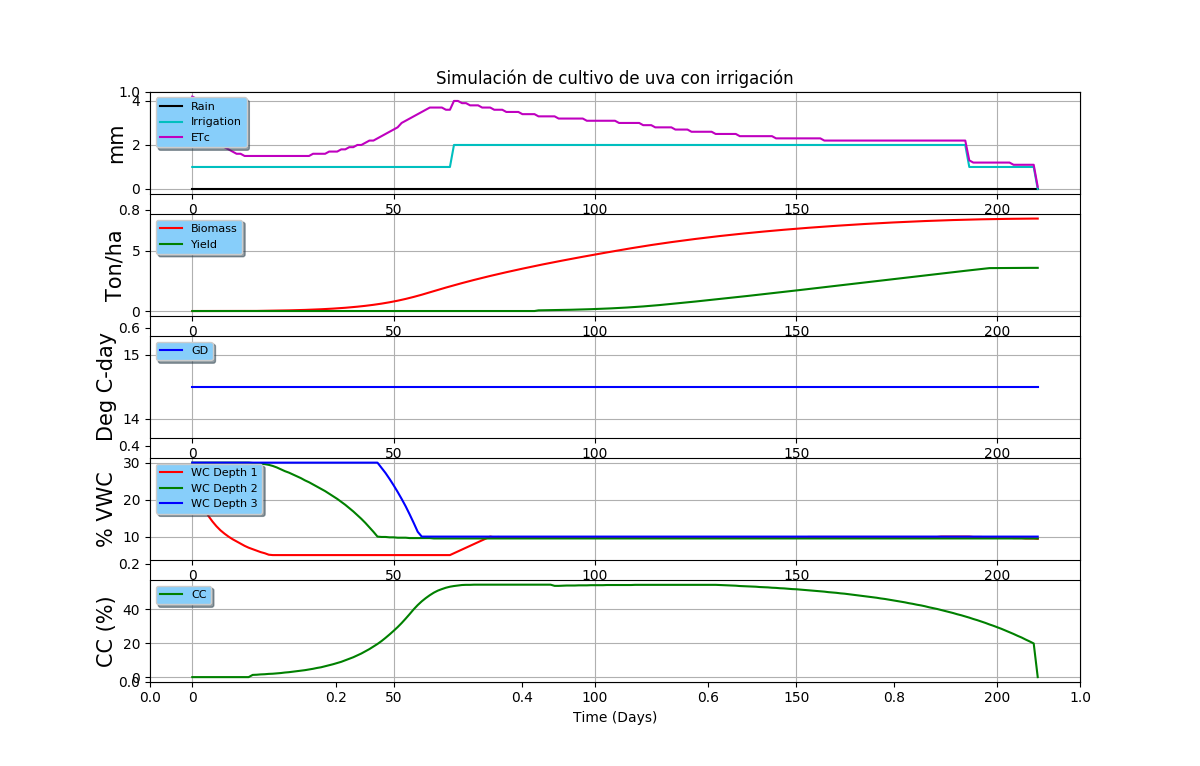 Simulación de cultivo de uva con irrigación
1.0
4
2
0
mm
Rain
Irrigation
ETc
0 50 100 150 200
0.8
5
0
Ton/ha
Biomass
Yield
0 50 100 150 200
0.6
15
14
Deg C-day
GD
0 50 100 150 200
0.4
30
20
10
% VWC
WC Depth 1
WC Depth 2
WC Depth 3
0 50 100 150 200
0.2
40
20
0
0.0
CC (%)
CC
0.0 0 0.2 50 0.4 100 0.6 150 0.8 200 1.0
Time (Days)